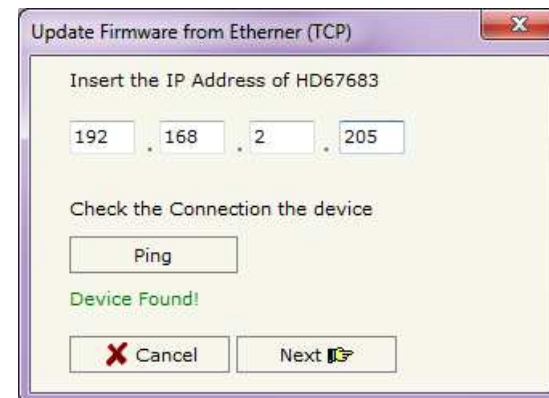 Update Firmware from Etherner (TCP)
Insert the IP Address of HD67683
192 . 168 . 2 . 205
Check the Connection the device
Ping
Device Found!
Cancel Next